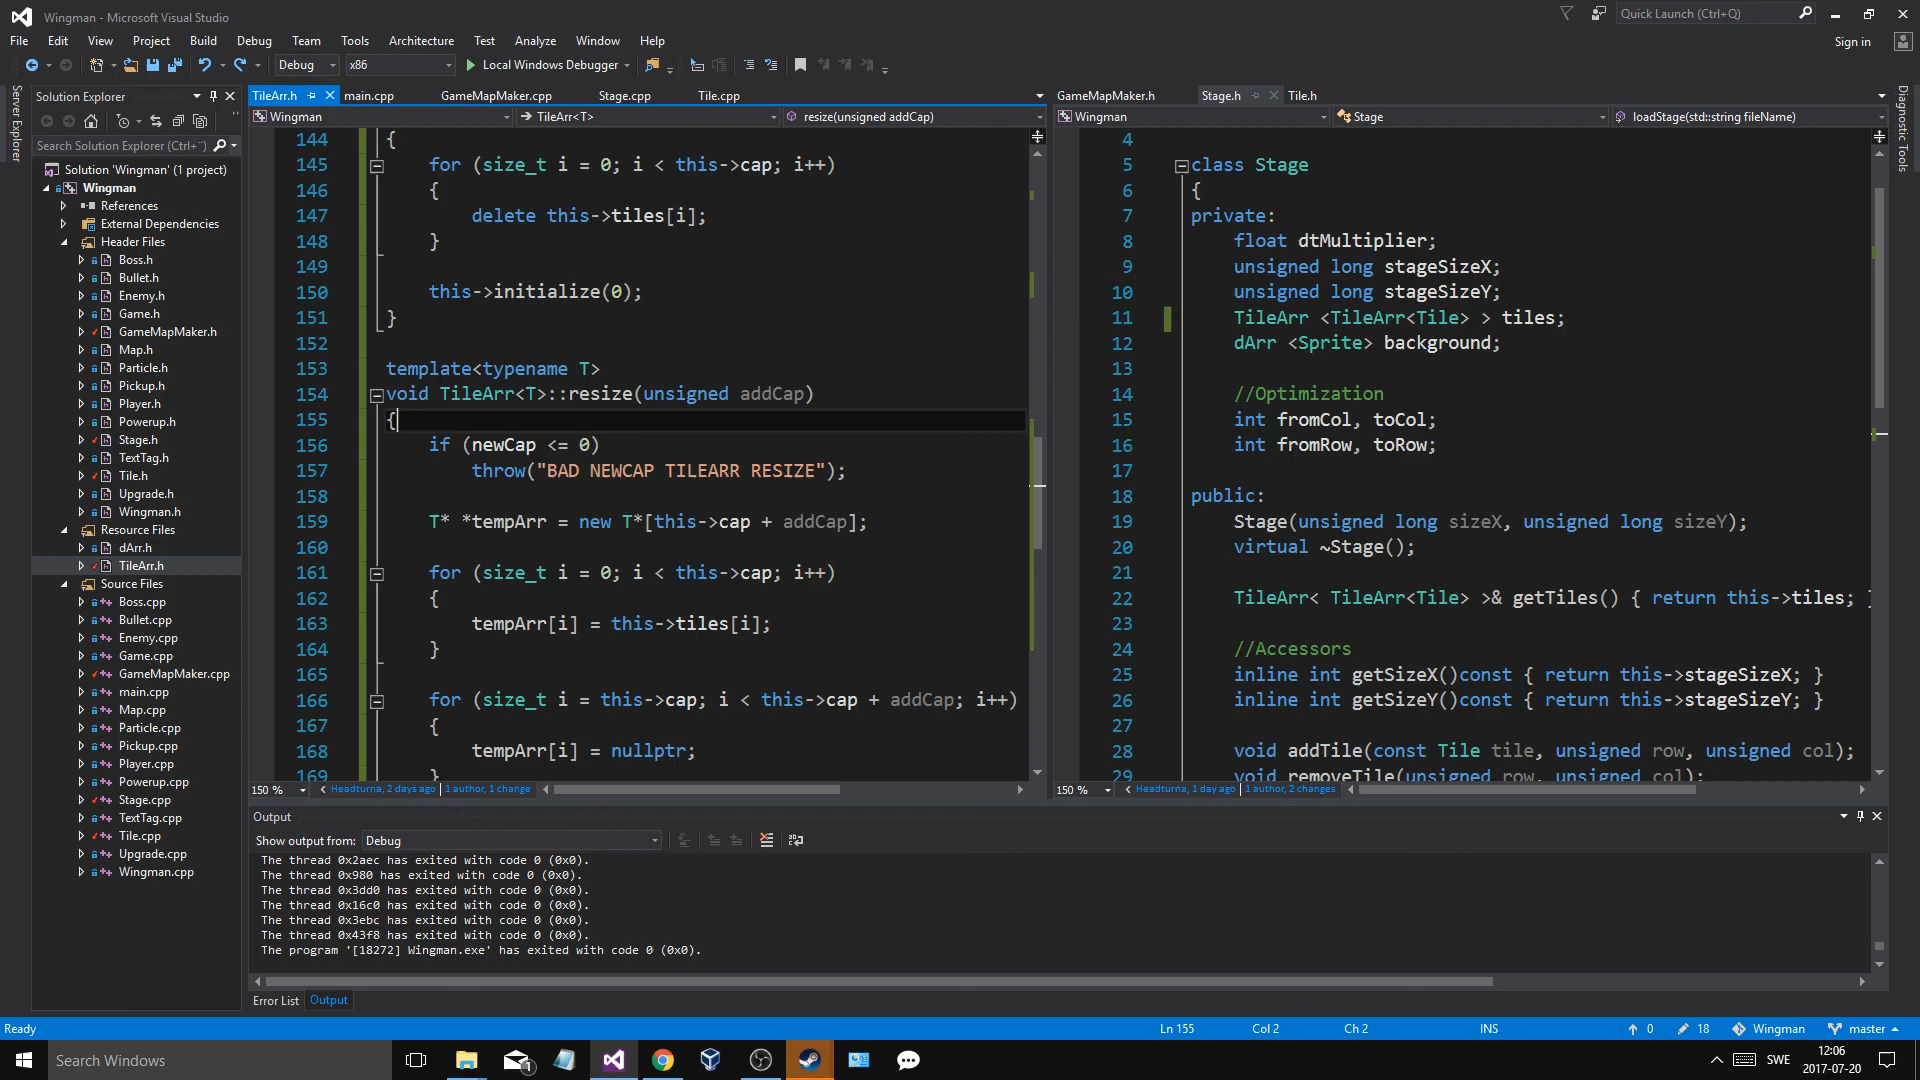 Wingman - Microsoft Visual Studio
Quick Launch (Ctrl+Q)
File Edit View Project Build Debug Team Tools Architecture Test Analyze Window Help
Sign in
Debug x86 Local Windows Debugger
Server Explorer
Solution Explorer
Search Solution Explorer (Ctrl+¨)
Solution 'Wingman' (1 project)
Wingman
References
External Dependencies
Header Files
Boss.h
Bullet.h
Enemy.h
Game.h
GameMapMaker.h
Map.h
Particle.h
Pickup.h
Player.h
Powerup.h
Stage.h
TextTag.h
Tile.h
Upgrade.h
Wingman.h
Resource Files
dArr.h
TileArr.h
Source Files
Boss.cpp
Bullet.cpp
Enemy.cpp
Game.cpp
GameMapMaker.cpp
main.cpp
Map.cpp
Particle.cpp
Pickup.cpp
Player.cpp
Powerup.cpp
Stage.cpp
TextTag.cpp
Tile.cpp
Upgrade.cpp
Wingman.cpp
TileArr.h main.cpp GameMapMaker.cpp Stage.cpp Tile.cpp
Wingman TileArr<T> resize(unsigned addCap)
144 {
145 for (size_t i = 0; i < this->cap; i++)
146 {
147 delete this->tiles[i];
148 }
149
150 this->initialize(0);
151 }
152
153 template<typename T>
154 void TileArr<T>::resize(unsigned addCap)
155 {
156 if (newCap <= 0)
157 throw("BAD NEWCAP TILEARR RESIZE");
158
159 T* *tempArr = new T*[this->cap + addCap];
160
161 for (size_t i = 0; i < this->cap; i++)
162 {
163 tempArr[i] = this->tiles[i];
164 }
165
166 for (size_t i = this->cap; i < this->cap + addCap; i++)
167 {
168 tempArr[i] = nullptr;
169 }
150 % Headturna, 2 days ago | 1 author, 1 change
GameMapMaker.h Stage.h Tile.h
Wingman Stage loadStage(std::string fileName)
4
5 class Stage
6 {
7 private:
8 float dtMultiplier;
9 unsigned long stageSizeX;
10 unsigned long stageSizeY;
11 TileArr <TileArr<Tile> > tiles;
12 dArr <Sprite> background;
13
14 //Optimization
15 int fromCol, toCol;
16 int fromRow, toRow;
17
18 public:
19 Stage(unsigned long sizeX, unsigned long sizeY);
20 virtual ~Stage();
21
22 TileArr< TileArr<Tile> >& getTiles() { return this->tiles; }
23
24 //Accessors
25 inline int getSizeX()const { return this->stageSizeX; }
26 inline int getSizeY()const { return this->stageSizeY; }
27
28 void addTile(const Tile tile, unsigned row, unsigned col);
29 void removeTile(unsigned row, unsigned col);
150 % Headturna, 1 day ago | 1 author, 2 changes
Diagnostic Tools
Output
Show output from: Debug
The thread 0x2aec has exited with code 0 (0x0).
The thread 0x980 has exited with code 0 (0x0).
The thread 0x3dd0 has exited with code 0 (0x0).
The thread 0x16c0 has exited with code 0 (0x0).
The thread 0x3ebc has exited with code 0 (0x0).
The thread 0x43f8 has exited with code 0 (0x0).
The program '[18272] Wingman.exe' has exited with code 0 (0x0).
Error List Output
Ready Ln 155 Col 2 Ch 2 INS 0 18 Wingman master
Search Windows
1
SWE
12:06
2017-07-20